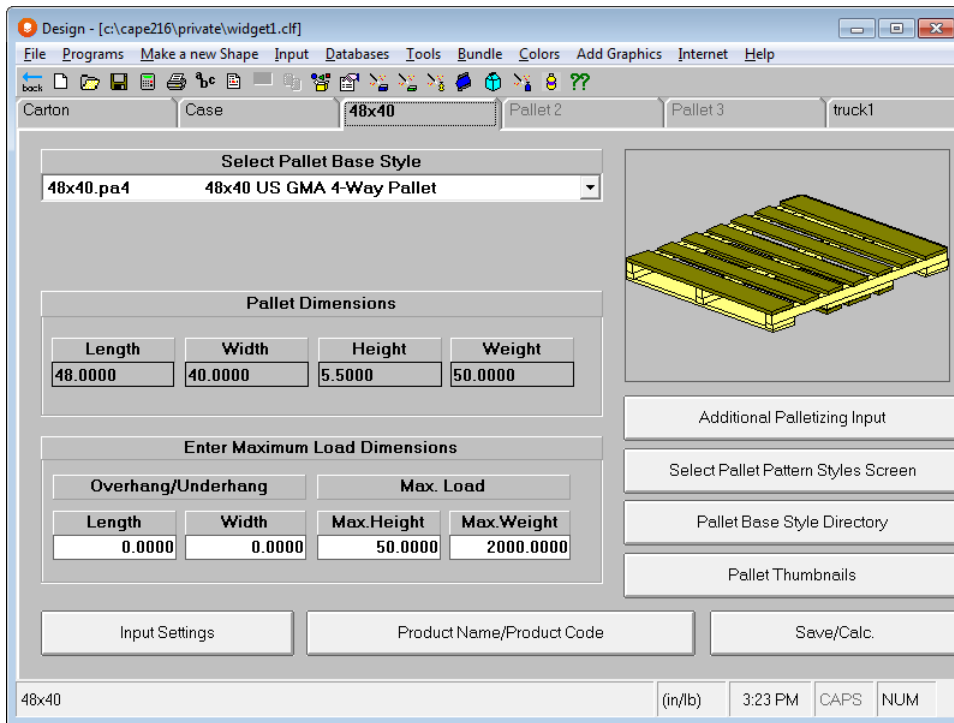 Design - [c:\cape216\private\widget1.clf]
File Programs Make a new Shape Input Databases Tools Bundle Colors Add Graphics Internet Help
back abc ??
Carton Case 48x40 Pallet 2 Pallet 3 truck1
Select Pallet Base Style
48x40.pa4 48x40 US GMA 4-Way Pallet
Pallet Dimensions
Length Width Height Weight
48.0000 40.0000 5.5000 50.0000
Additional Palletizing Input
Enter Maximum Load Dimensions
Select Pallet Pattern Styles Screen
Overhang/Underhang Max. Load
Length Width Max.Height Max.Weight
Pallet Base Style Directory
0.0000 0.0000 50.0000 2000.0000
Pallet Thumbnails
Input Settings Product Name/Product Code Save/Calc.
48x40 (in/lb) 3:23 PM CAPS NUM